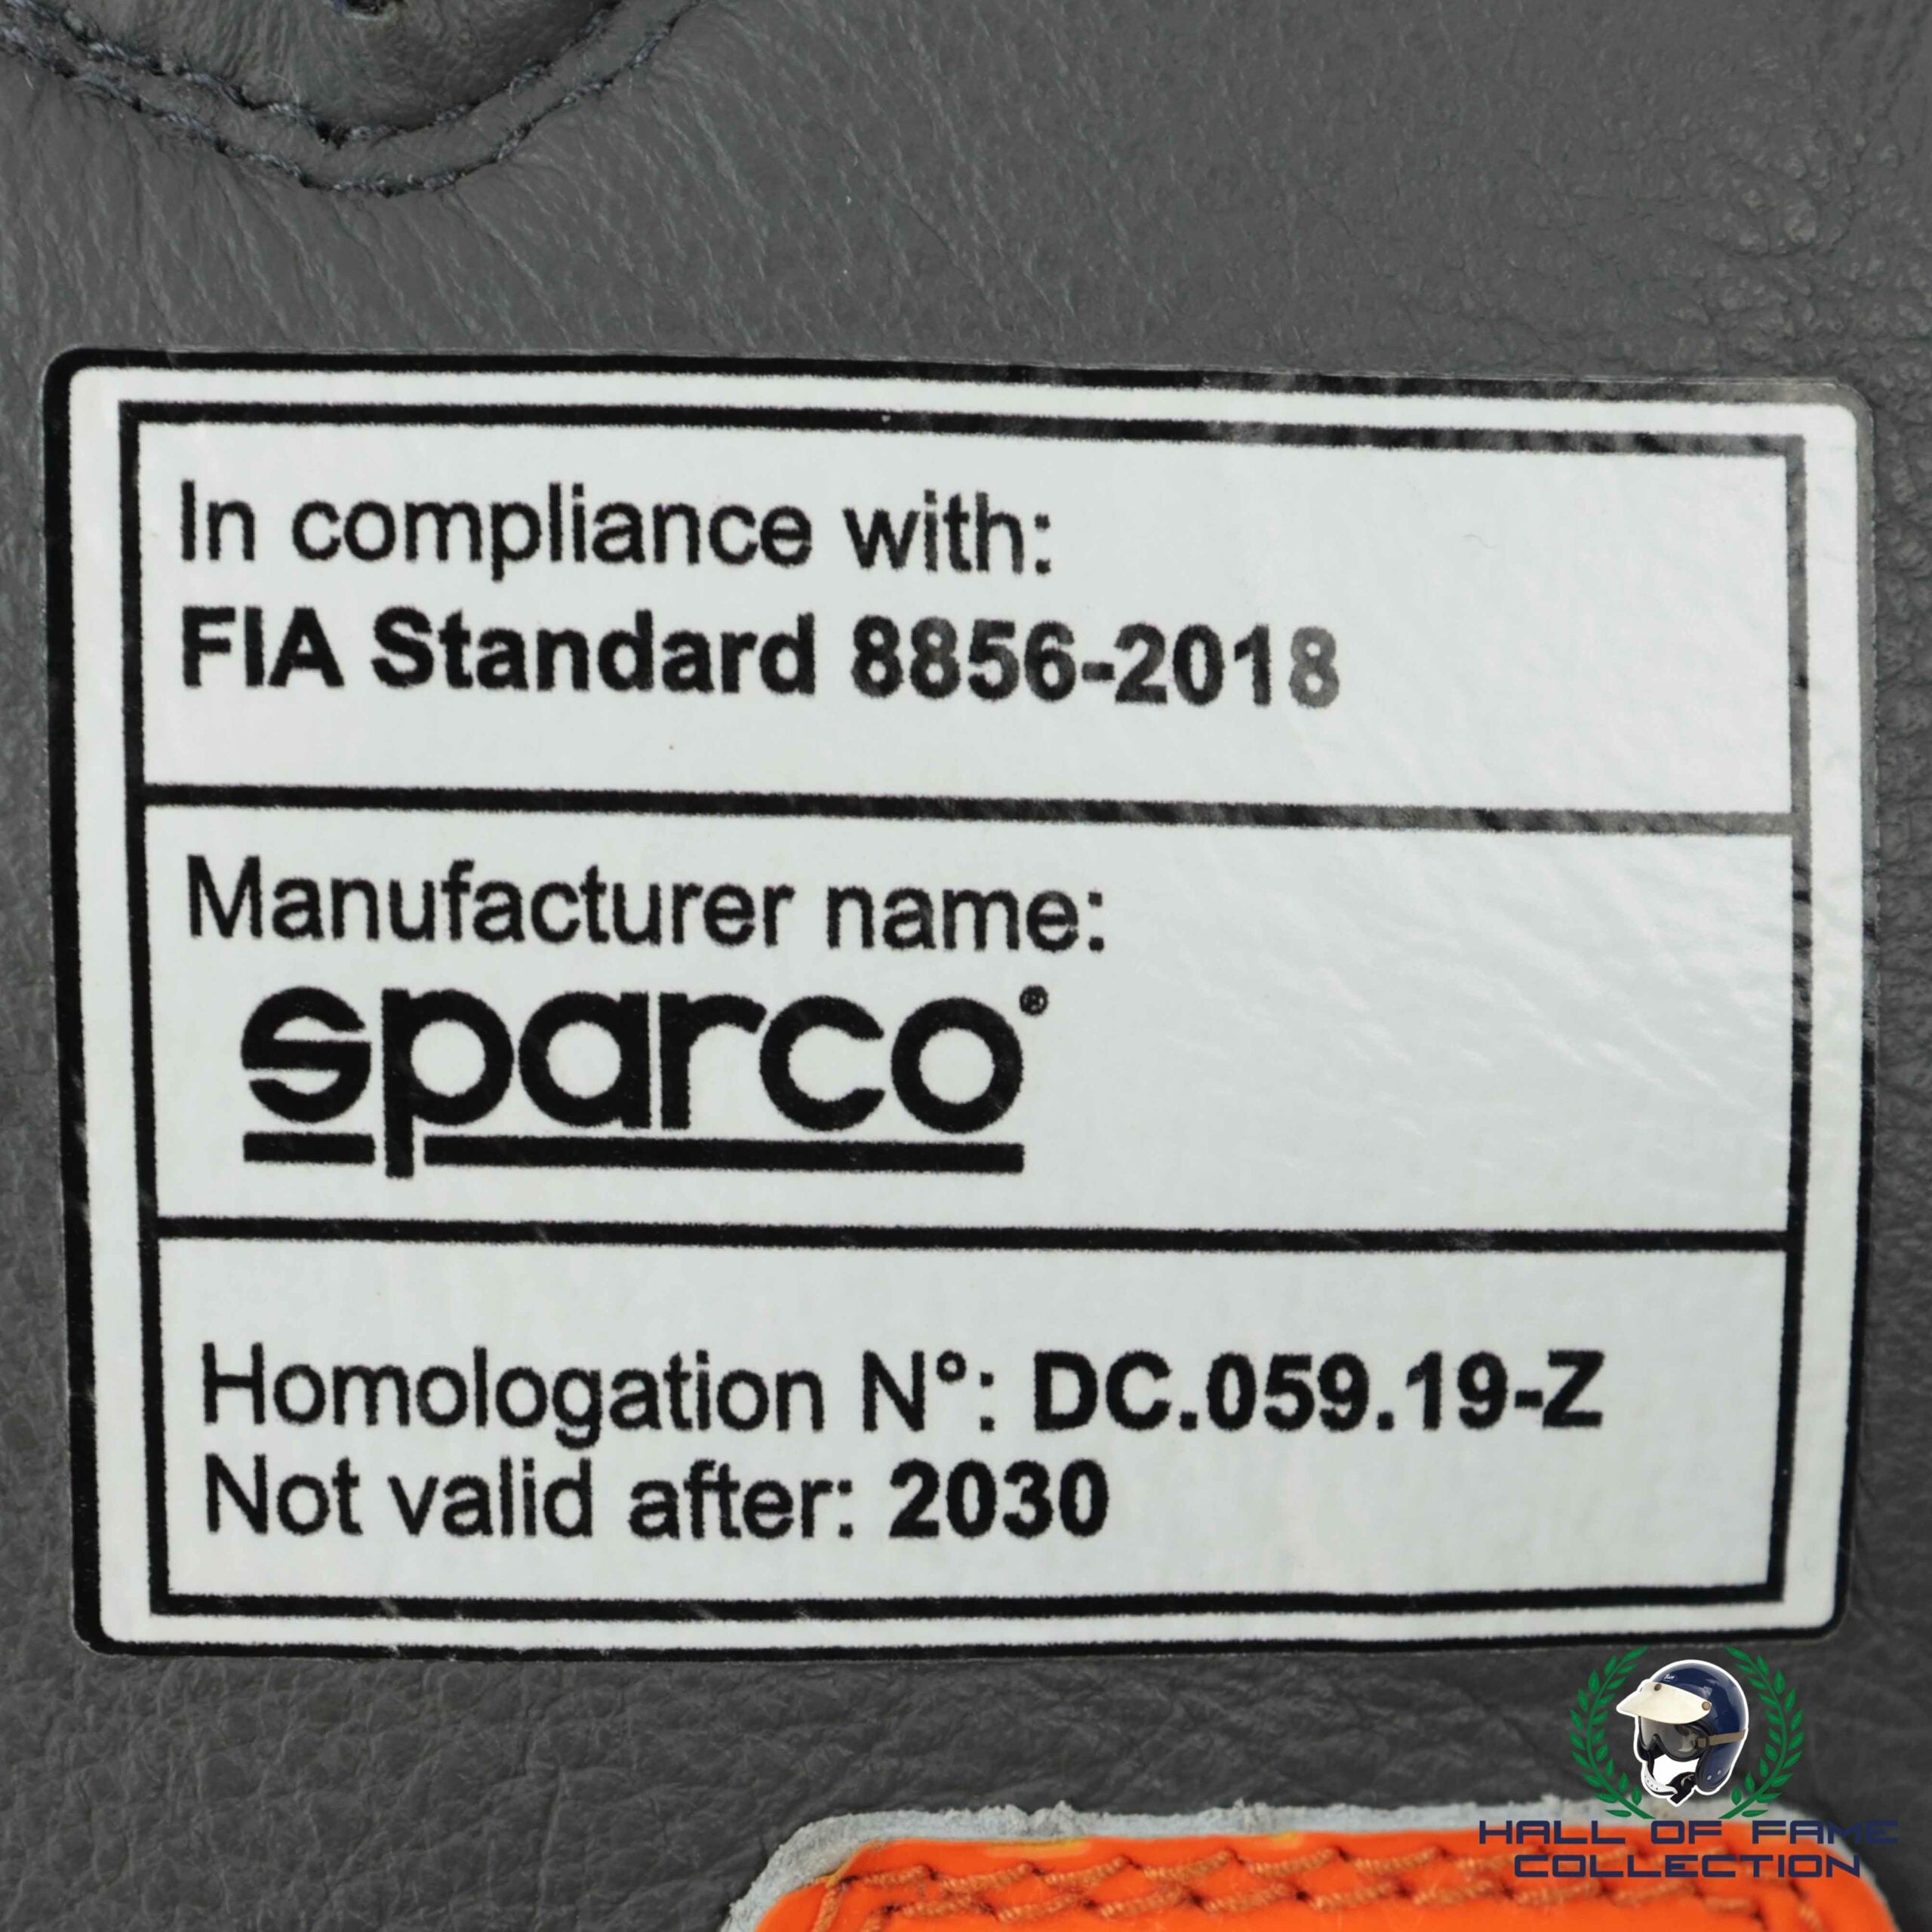 In compliance with:
FIA Standard 8856-2018
Manufacturer name:
sparco®
Homologation N°: DC.059.19-Z
Not valid after: 2030
HALL OF FAME
COLLECTION